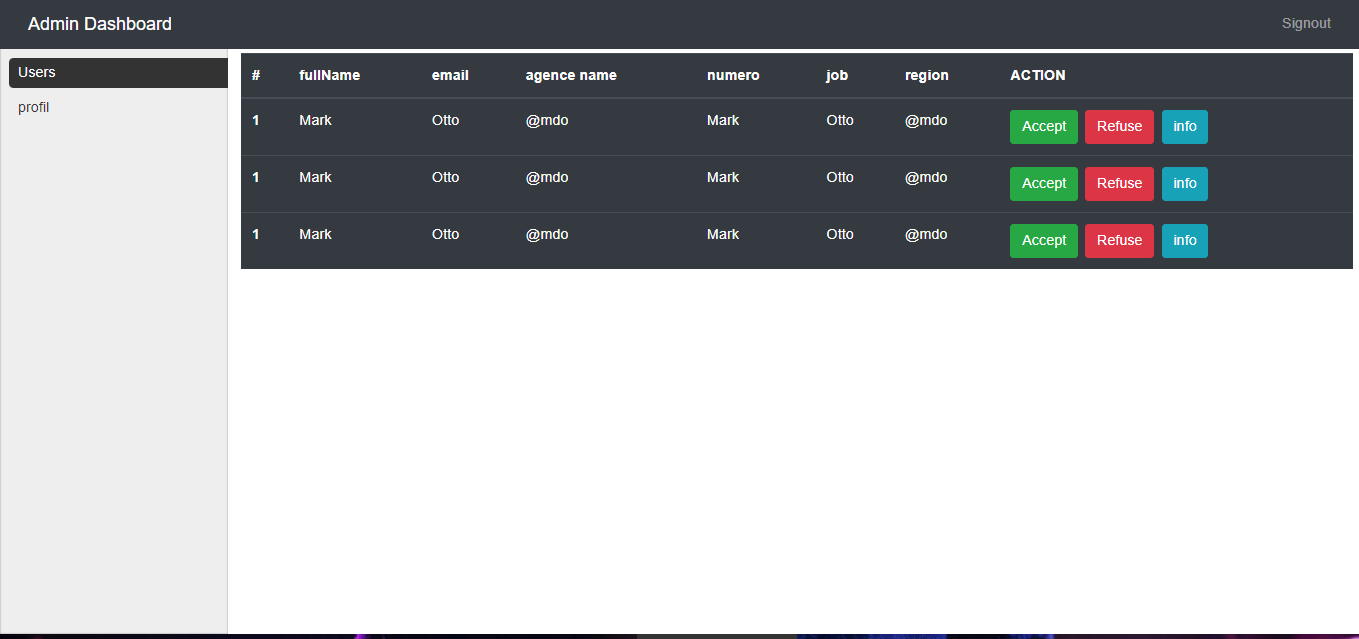 Admin Dashboard Signout
Users
profil
# fullName email agence name numero job region ACTION
1 Mark Otto @mdo Mark Otto @mdo Accept Refuse info
1 Mark Otto @mdo Mark Otto @mdo Accept Refuse info
1 Mark Otto @mdo Mark Otto @mdo Accept Refuse info